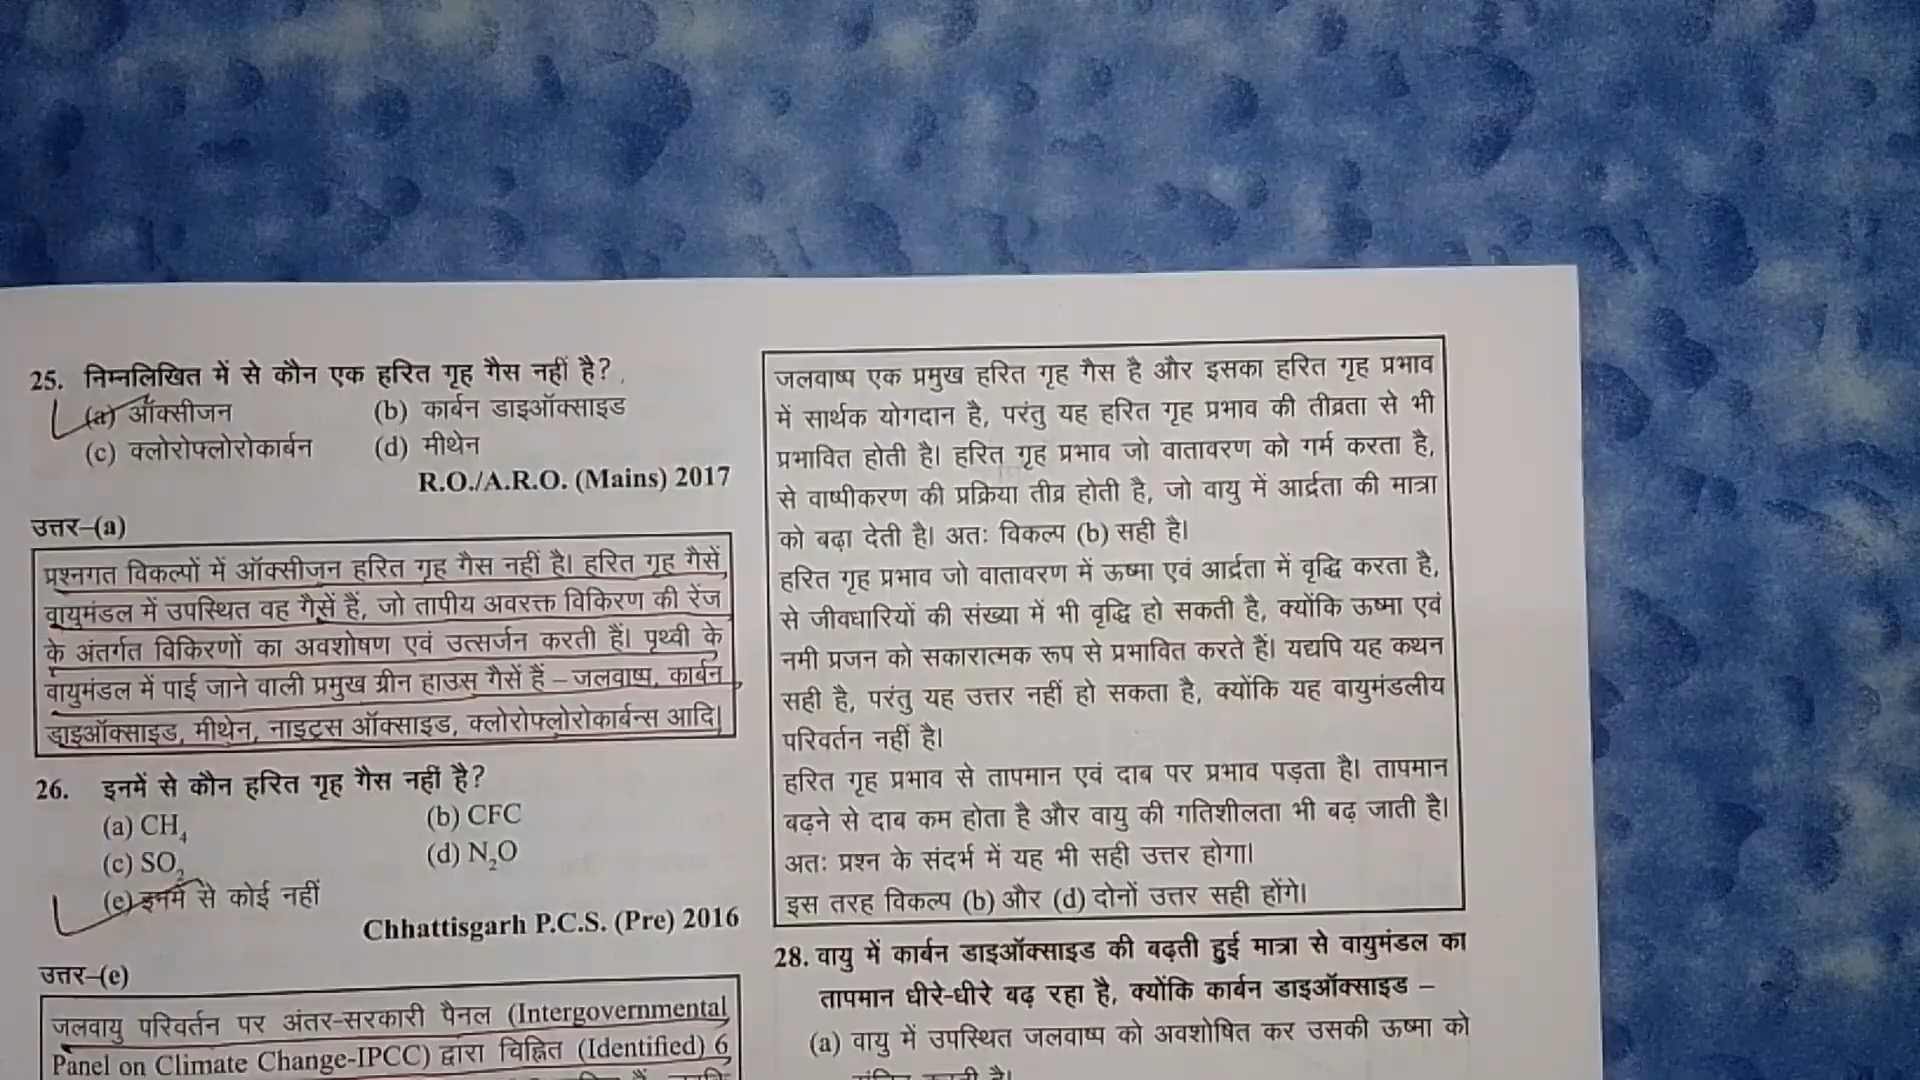 25. निम्नलिखित में से कौन एक हरित गृह गैस नहीं है?
(a) ऑक्सीजन (b) कार्बन डाइऑक्साइड
(c) क्लोरोफ्लोरोकार्बन (d) मीथेन
R.O./A.R.O. (Mains) 2017
उत्तर–(a)
प्रश्नगत विकल्पों में ऑक्सीजन हरित गृह गैस नहीं है। हरित गृह गैसें
वायुमंडल में उपस्थित वह गैसें हैं, जो तापीय अवरक्त विकिरण की रेंज
के अंतर्गत विकिरणों का अवशोषण एवं उत्सर्जन करती हैं। पृथ्वी के
वायुमंडल में पाई जाने वाली प्रमुख ग्रीन हाउस गैसें हैं – जलवाष्प, कार्बन
डाइऑक्साइड, मीथेन, नाइट्रस ऑक्साइड, क्लोरोफ्लोरोकार्बन्स आदि।
26. इनमें से कौन हरित गृह गैस नहीं है?
(a) CH₄ (b) CFC
(c) SO₂ (d) N₂O
(e) इनमें से कोई नहीं
Chhattisgarh P.C.S. (Pre) 2016
उत्तर–(e)
जलवायु परिवर्तन पर अंतर-सरकारी पैनल (Intergovernmental
Panel on Climate Change-IPCC) द्वारा चिह्नित (Identified) 6
जलवाष्प एक प्रमुख हरित गृह गैस है और इसका हरित गृह प्रभाव
में सार्थक योगदान है, परंतु यह हरित गृह प्रभाव की तीव्रता से भी
प्रभावित होती है। हरित गृह प्रभाव जो वातावरण को गर्म करता है,
से वाष्पीकरण की प्रक्रिया तीव्र होती है, जो वायु में आर्द्रता की मात्रा
को बढ़ा देती है। अतः विकल्प (b) सही है।
हरित गृह प्रभाव जो वातावरण में ऊष्मा एवं आर्द्रता में वृद्धि करता है,
से जीवधारियों की संख्या में भी वृद्धि हो सकती है, क्योंकि ऊष्मा एवं
नमी प्रजन को सकारात्मक रूप से प्रभावित करते हैं। यद्यपि यह कथन
सही है, परंतु यह उत्तर नहीं हो सकता है, क्योंकि यह वायुमंडलीय
परिवर्तन नहीं है।
हरित गृह प्रभाव से तापमान एवं दाब पर प्रभाव पड़ता है। तापमान
बढ़ने से दाब कम होता है और वायु की गतिशीलता भी बढ़ जाती है।
अतः प्रश्न के संदर्भ में यह भी सही उत्तर होगा।
इस तरह विकल्प (b) और (d) दोनों उत्तर सही होंगे।
28. वायु में कार्बन डाइऑक्साइड की बढ़ती हुई मात्रा से वायुमंडल का
तापमान धीरे-धीरे बढ़ रहा है, क्योंकि कार्बन डाइऑक्साइड –
(a) वायु में उपस्थित जलवाष्प को अवशोषित कर उसकी ऊष्मा को